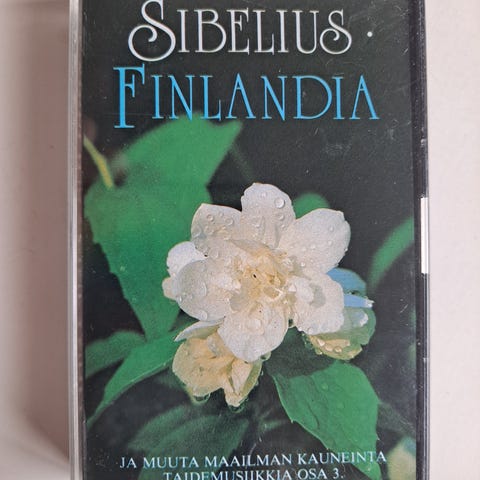 SIBELIUS ·
FINLANDIA
JA MUUTA MAAILMAN KAUNEINTA
TAIDEMUSIIKKIA OSA 3.